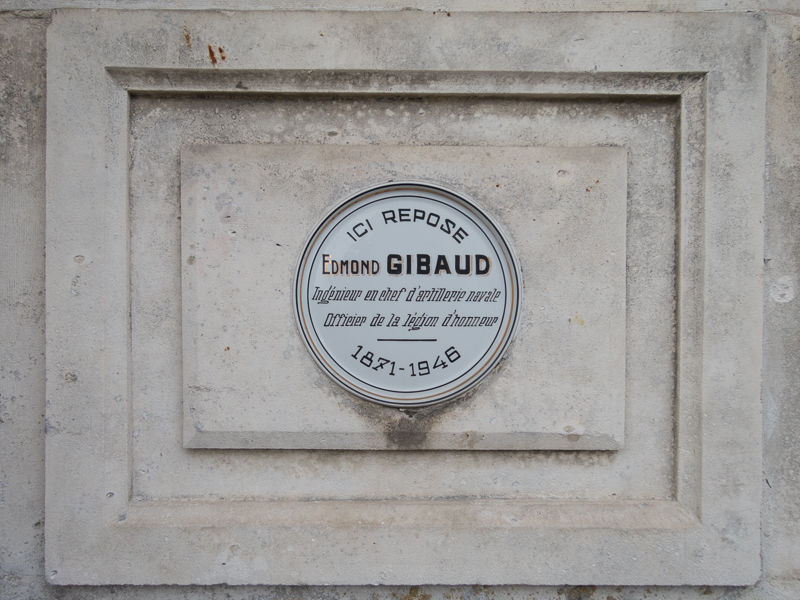 ICI REPOSE
EDMOND GIBAUD
Ingénieur en chef d'artillerie navale
Officier de la légion d'honneur
1871-1946